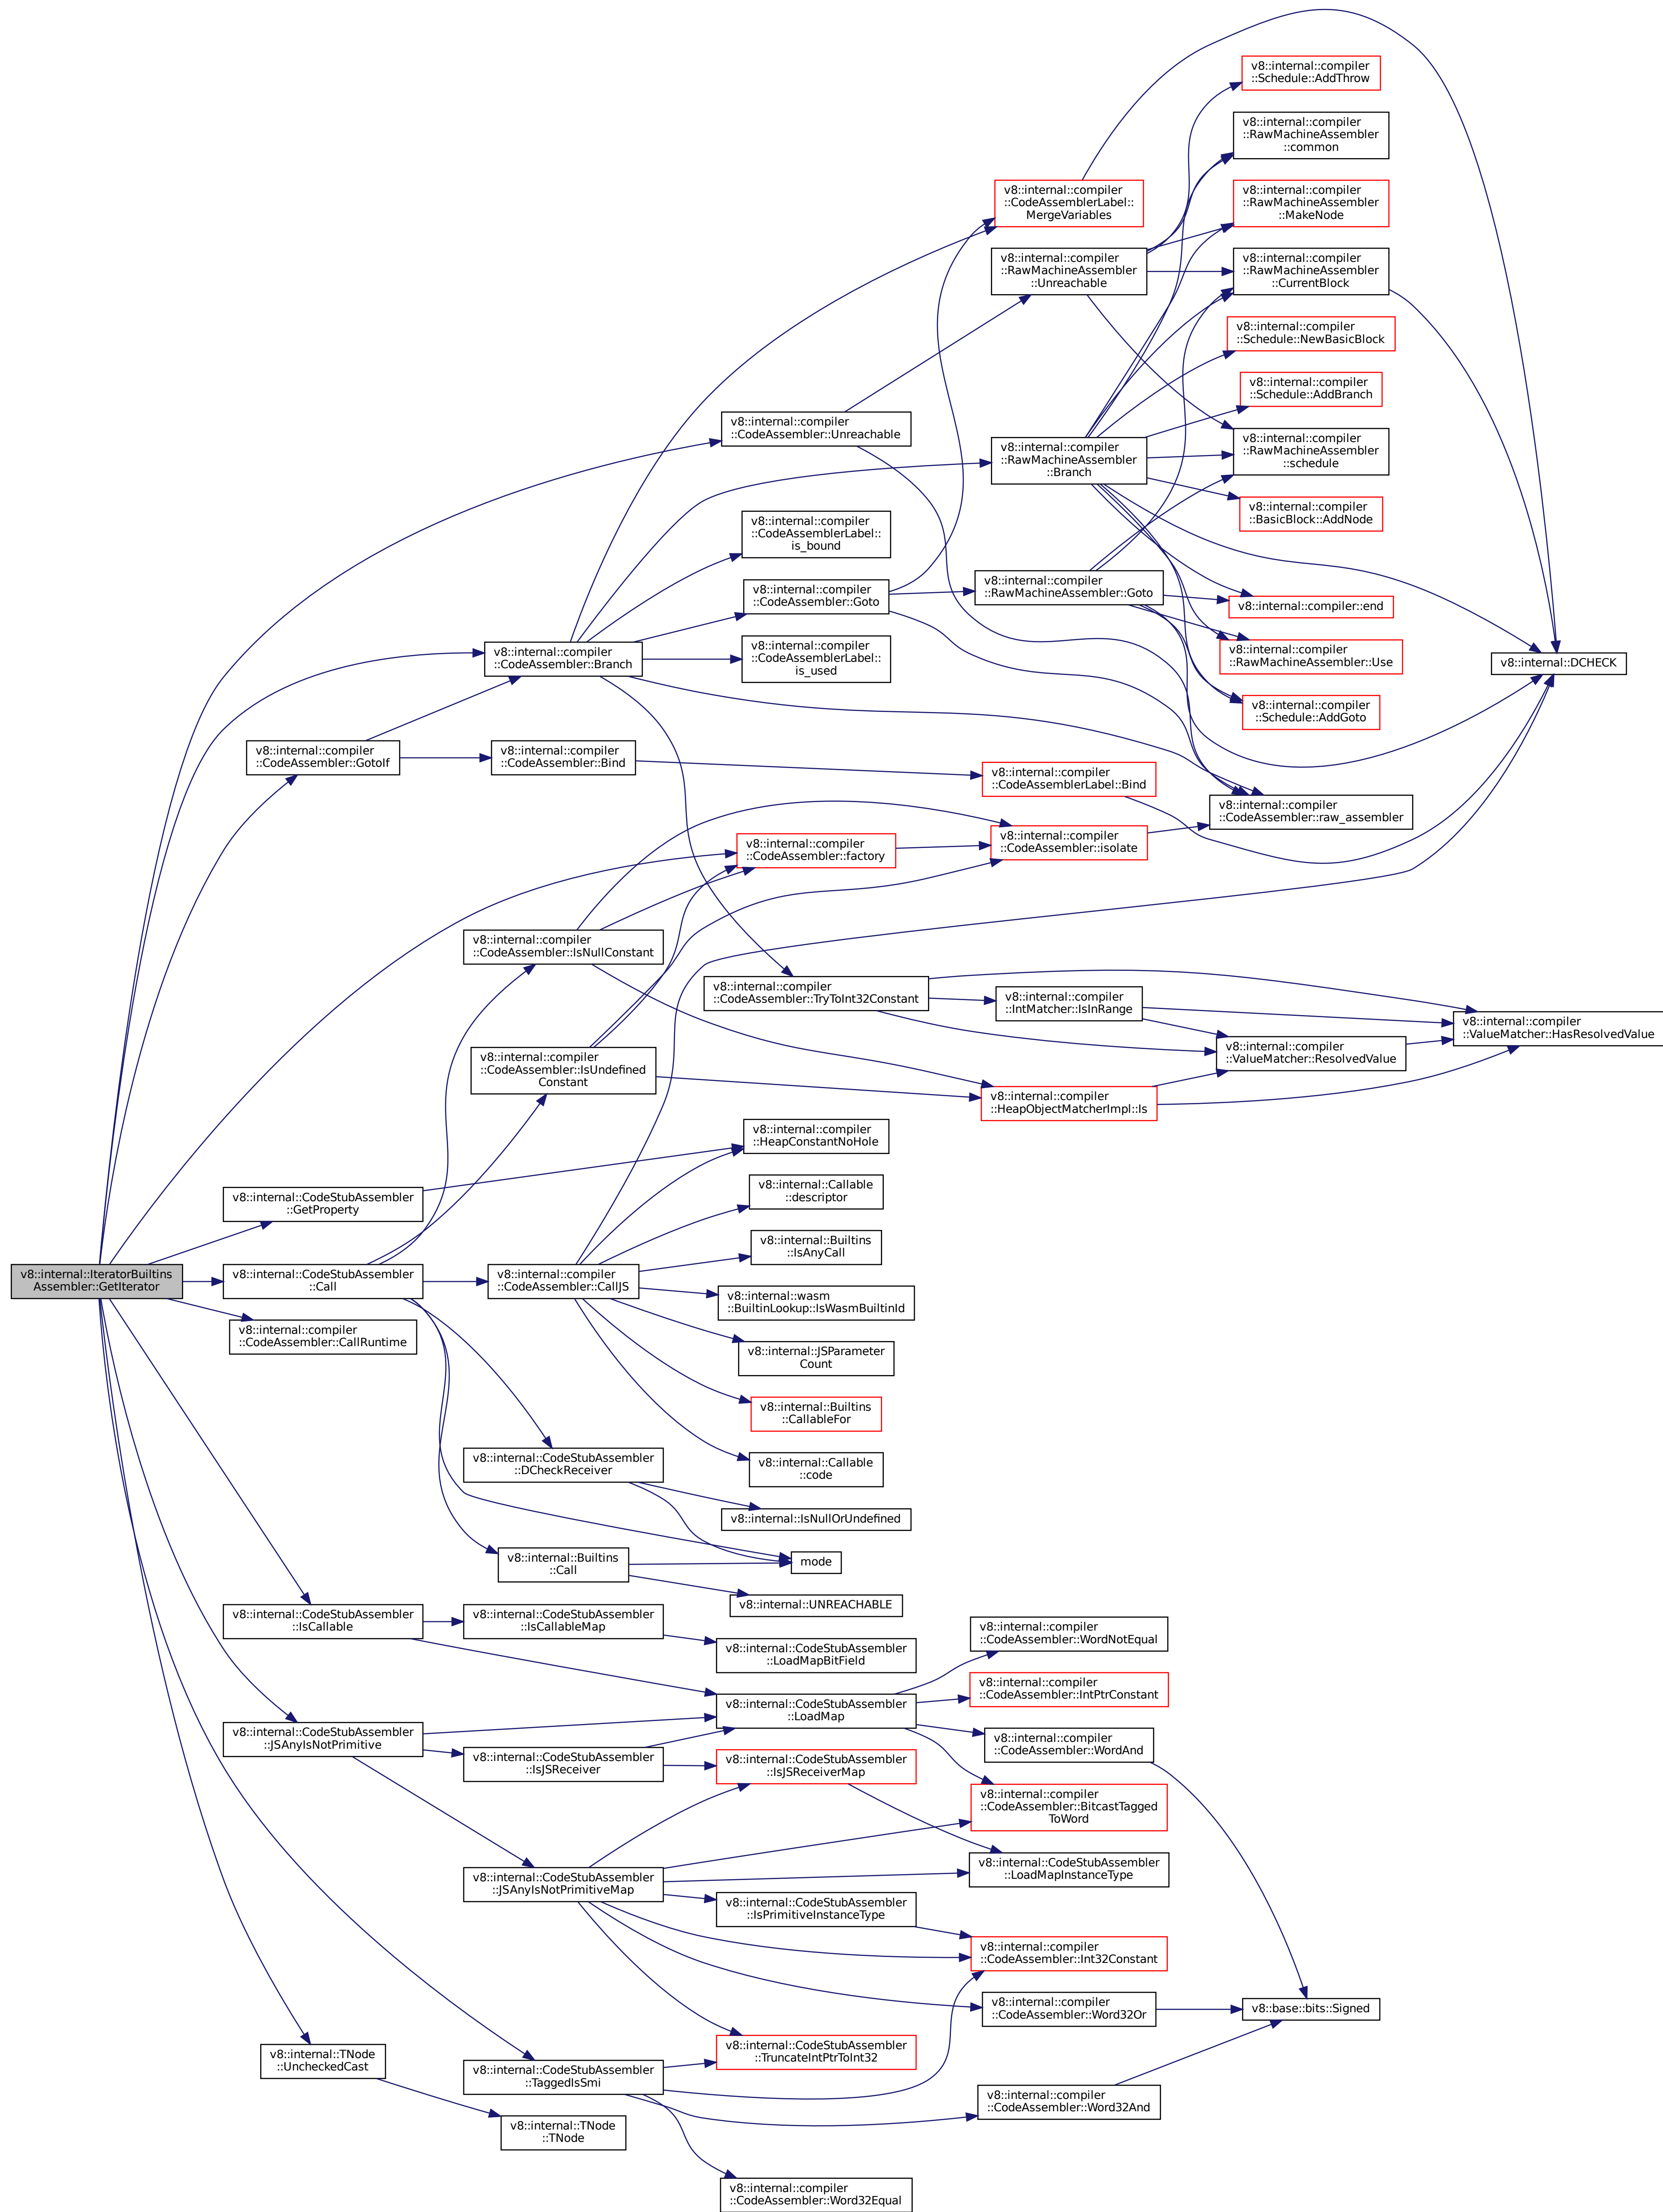 v8::internal::compiler
::Schedule::AddThrow
v8::internal::compiler
::RawMachineAssembler
::common
v8::internal::compiler
::CodeAssemblerLabel::
MergeVariables
v8::internal::compiler
::RawMachineAssembler
::MakeNode
v8::internal::compiler
::RawMachineAssembler
::Unreachable
v8::internal::compiler
::RawMachineAssembler
::CurrentBlock
v8::internal::compiler
::Schedule::NewBasicBlock
v8::internal::compiler
::Schedule::AddBranch
v8::internal::compiler
::CodeAssembler::Unreachable
v8::internal::compiler
::RawMachineAssembler
::Branch
v8::internal::compiler
::RawMachineAssembler
::schedule
v8::internal::compiler
::BasicBlock::AddNode
v8::internal::compiler
::CodeAssemblerLabel::
is_bound
v8::internal::compiler
::CodeAssembler::Goto
v8::internal::compiler
::RawMachineAssembler::Goto
v8::internal::compiler::end
v8::internal::compiler
::CodeAssembler::Branch
v8::internal::compiler
::CodeAssemblerLabel::
is_used
v8::internal::compiler
::RawMachineAssembler::Use
v8::internal::DCHECK
v8::internal::compiler
::Schedule::AddGoto
v8::internal::compiler
::CodeAssembler::GotoIf
v8::internal::compiler
::CodeAssembler::Bind
v8::internal::compiler
::CodeAssemblerLabel::Bind
v8::internal::compiler
::CodeAssembler::raw_assembler
v8::internal::compiler
::CodeAssembler::factory
v8::internal::compiler
::CodeAssembler::isolate
v8::internal::compiler
::CodeAssembler::IsNullConstant
v8::internal::compiler
::CodeAssembler::TryToInt32Constant
v8::internal::compiler
::IntMatcher::IsInRange
v8::internal::compiler
::ValueMatcher::HasResolvedValue
v8::internal::compiler
::ValueMatcher::ResolvedValue
v8::internal::compiler
::CodeAssembler::IsUndefined
Constant
v8::internal::compiler
::HeapObjectMatcherImpl::Is
v8::internal::compiler
::HeapConstantNoHole
v8::internal::CodeStubAssembler
::GetProperty
v8::internal::Callable
::descriptor
v8::internal::Builtins
::IsAnyCall
v8::internal::IteratorBuiltins
Assembler::GetIterator
v8::internal::CodeStubAssembler
::Call
v8::internal::compiler
::CodeAssembler::CallJS
v8::internal::wasm
::BuiltinLookup::IsWasmBuiltinId
v8::internal::compiler
::CodeAssembler::CallRuntime
v8::internal::JSParameter
Count
v8::internal::Builtins
::CallableFor
v8::internal::Callable
::code
v8::internal::CodeStubAssembler
::DCheckReceiver
v8::internal::IsNullOrUndefined
v8::internal::Builtins
::Call
mode
v8::internal::UNREACHABLE
v8::internal::CodeStubAssembler
::IsCallable
v8::internal::CodeStubAssembler
::IsCallableMap
v8::internal::CodeStubAssembler
::LoadMapBitField
v8::internal::compiler
::CodeAssembler::WordNotEqual
v8::internal::compiler
::CodeAssembler::IntPtrConstant
v8::internal::CodeStubAssembler
::LoadMap
v8::internal::CodeStubAssembler
::JSAnyIsNotPrimitive
v8::internal::compiler
::CodeAssembler::WordAnd
v8::internal::CodeStubAssembler
::IsJSReceiver
v8::internal::CodeStubAssembler
::IsJSReceiverMap
v8::internal::compiler
::CodeAssembler::BitcastTagged
ToWord
v8::internal::CodeStubAssembler
::LoadMapInstanceType
v8::internal::CodeStubAssembler
::JSAnyIsNotPrimitiveMap
v8::internal::CodeStubAssembler
::IsPrimitiveInstanceType
v8::internal::compiler
::CodeAssembler::Int32Constant
v8::internal::compiler
::CodeAssembler::Word32Or
v8::base::bits::Signed
v8::internal::TNode
::UncheckedCast
v8::internal::CodeStubAssembler
::TruncateIntPtrToInt32
v8::internal::CodeStubAssembler
::TaggedIsSmi
v8::internal::compiler
::CodeAssembler::Word32And
v8::internal::TNode
::TNode
v8::internal::compiler
::CodeAssembler::Word32Equal